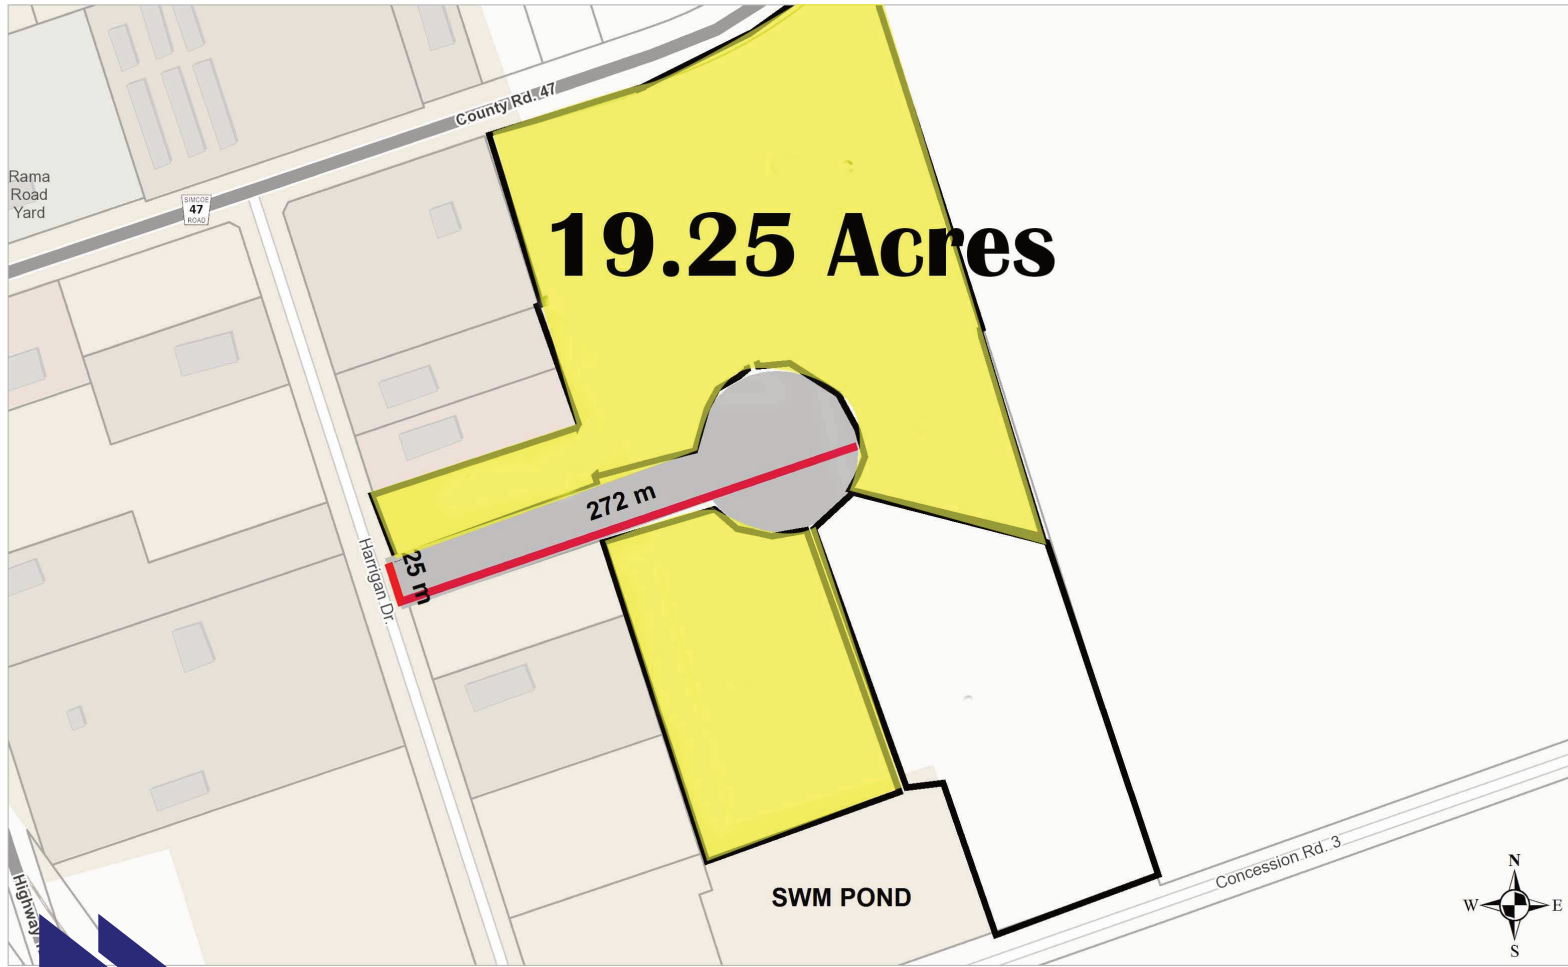 County Rd. 47
Rama
Road
Yard
SIMCOE
47
ROAD
19.25 Acres
272 m
25 m
Harrigan Dr.
Concession Rd. 3
SWM POND
Highway
N
W
E
S